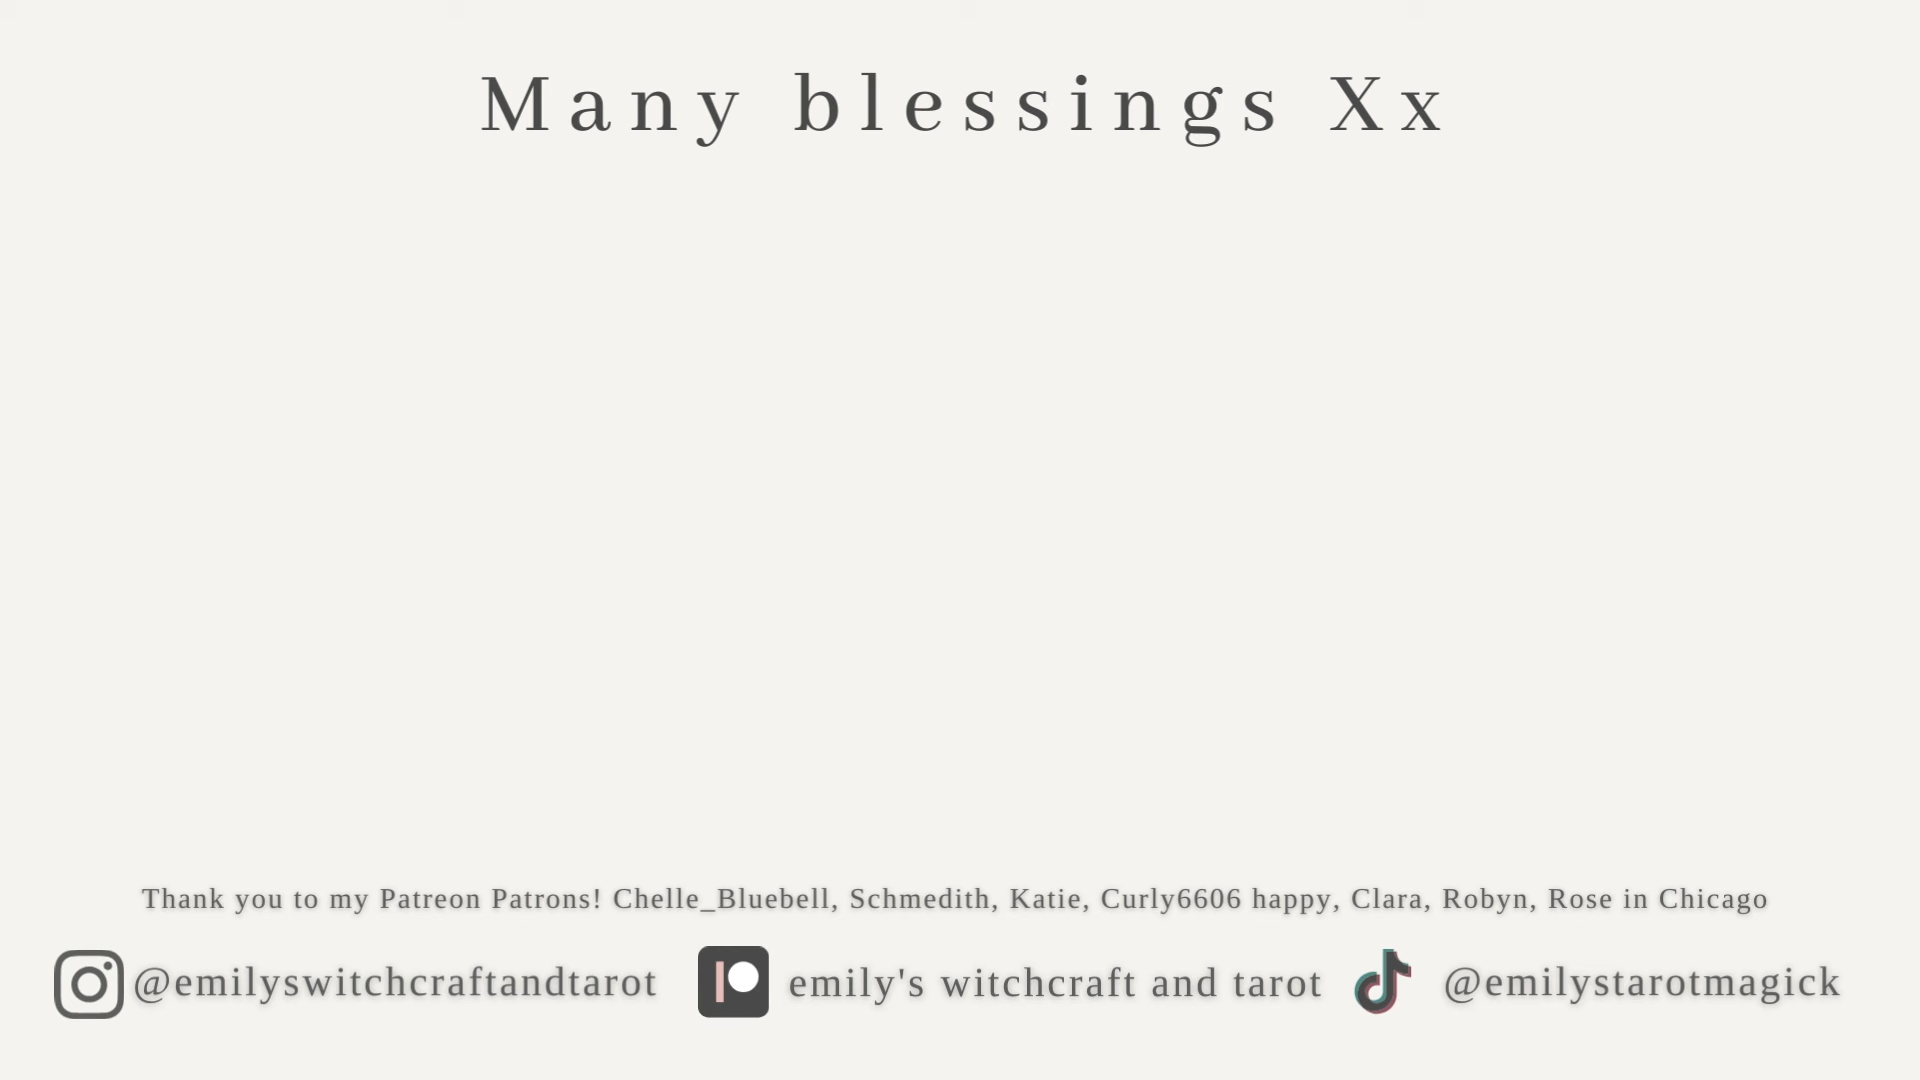 Many blessings Xx
Thank you to my Patreon Patrons! Chelle_Bluebell, Schmedith, Katie, Curly6606 happy, Clara, Robyn, Rose in Chicago
@emilyswitchcraftandtarot emily's witchcraft and tarot @emilystarotmagick